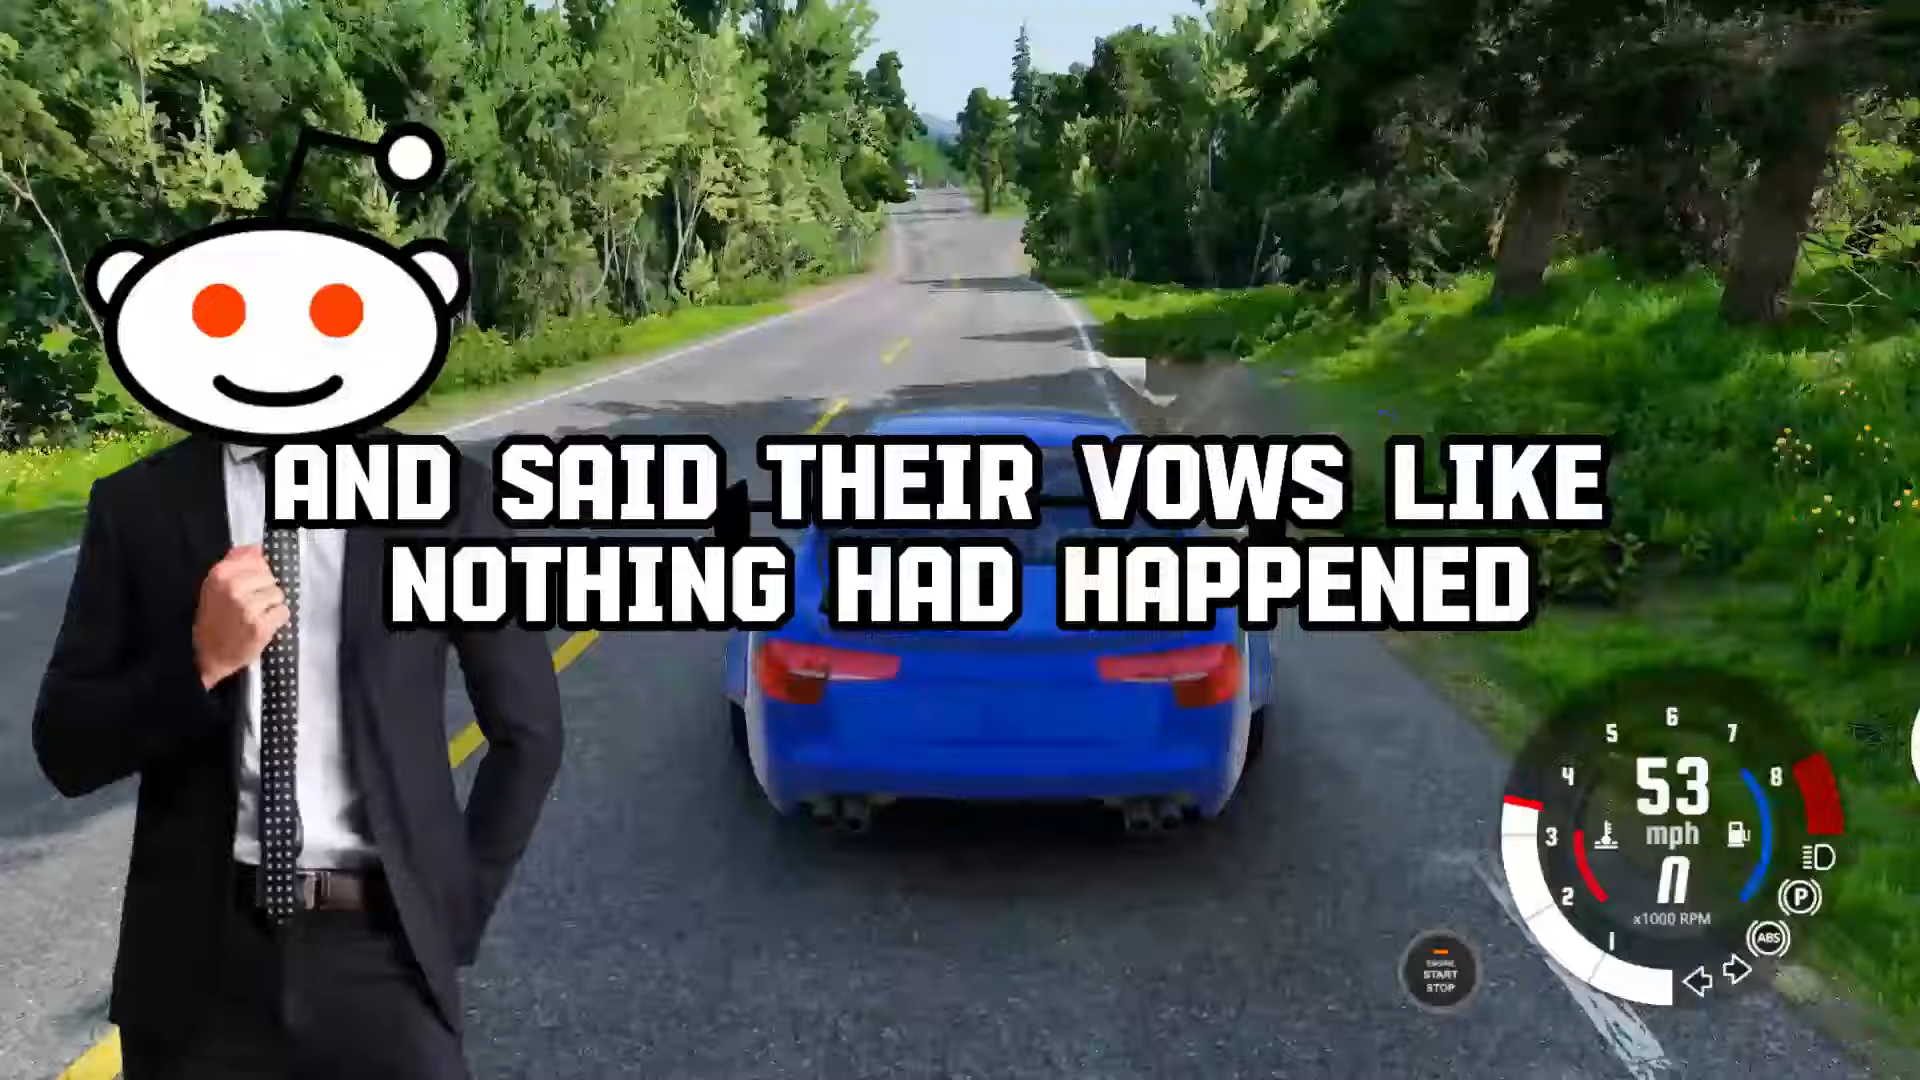 AND SAID THEIR VOWS LIKE
NOTHING HAD HAPPENED
6
5 7
4 8
53
3 mph
n
2
x1000 RPM
P
1 ABS
ENGINE
START
STOP